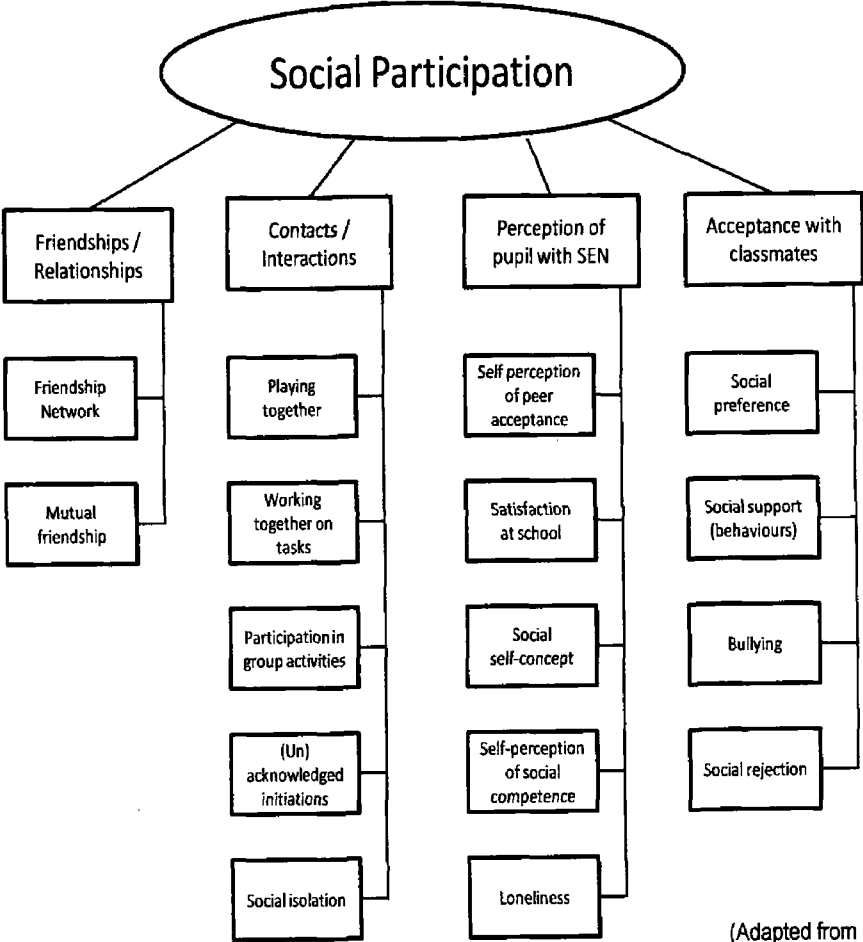 Social Participation
Friendships /
Relationships
Friendship
Network
Mutual
friendship
Contacts /
Interactions
Playing
together
Working
together on
tasks
Participation in
group activities
(Un)
acknowledged
initiations
Social isolation
Perception of
pupil with SEN
Self perception
of peer
acceptance
Satisfaction
at school
Social
self-concept
Self-perception
of social
competence
Loneliness
Acceptance with
classmates
Social
preference
Social support
(behaviours)
Bullying
Social rejection
(Adapted from